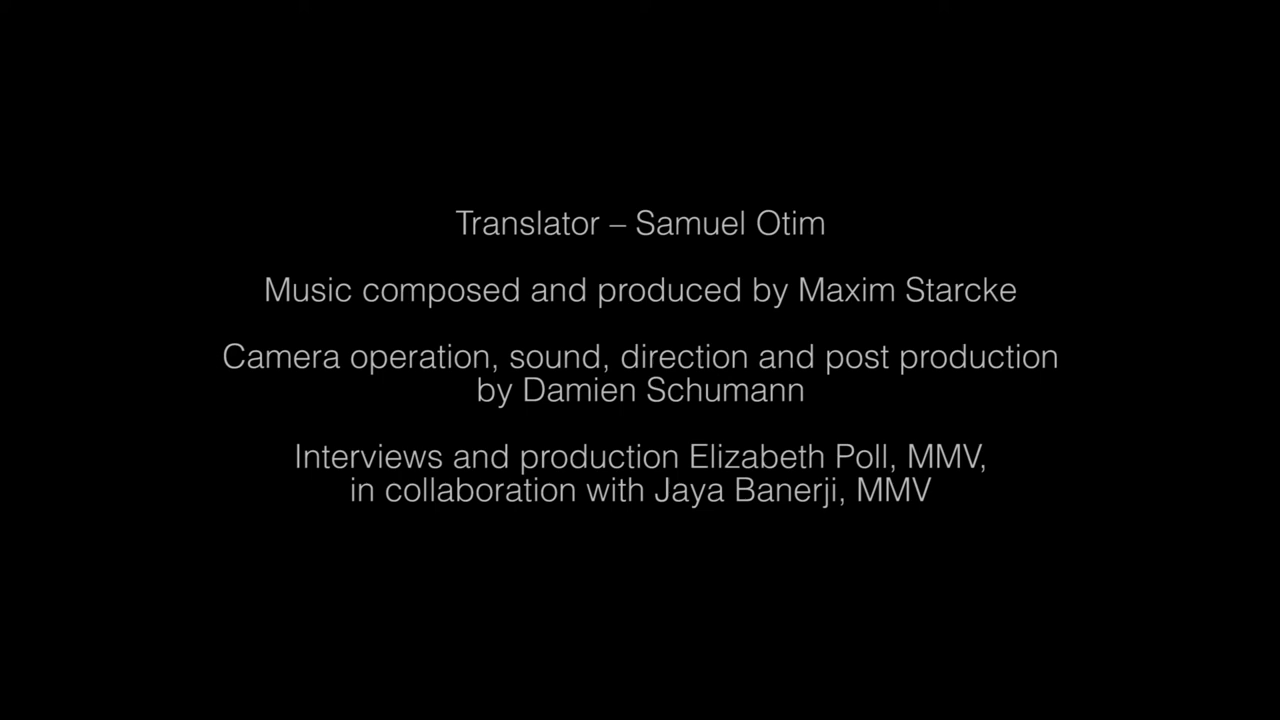 Translator – Samuel Otim
Music composed and produced by Maxim Starcke
Camera operation, sound, direction and post production
by Damien Schumann
Interviews and production Elizabeth Poll, MMV,
in collaboration with Jaya Banerji, MMV